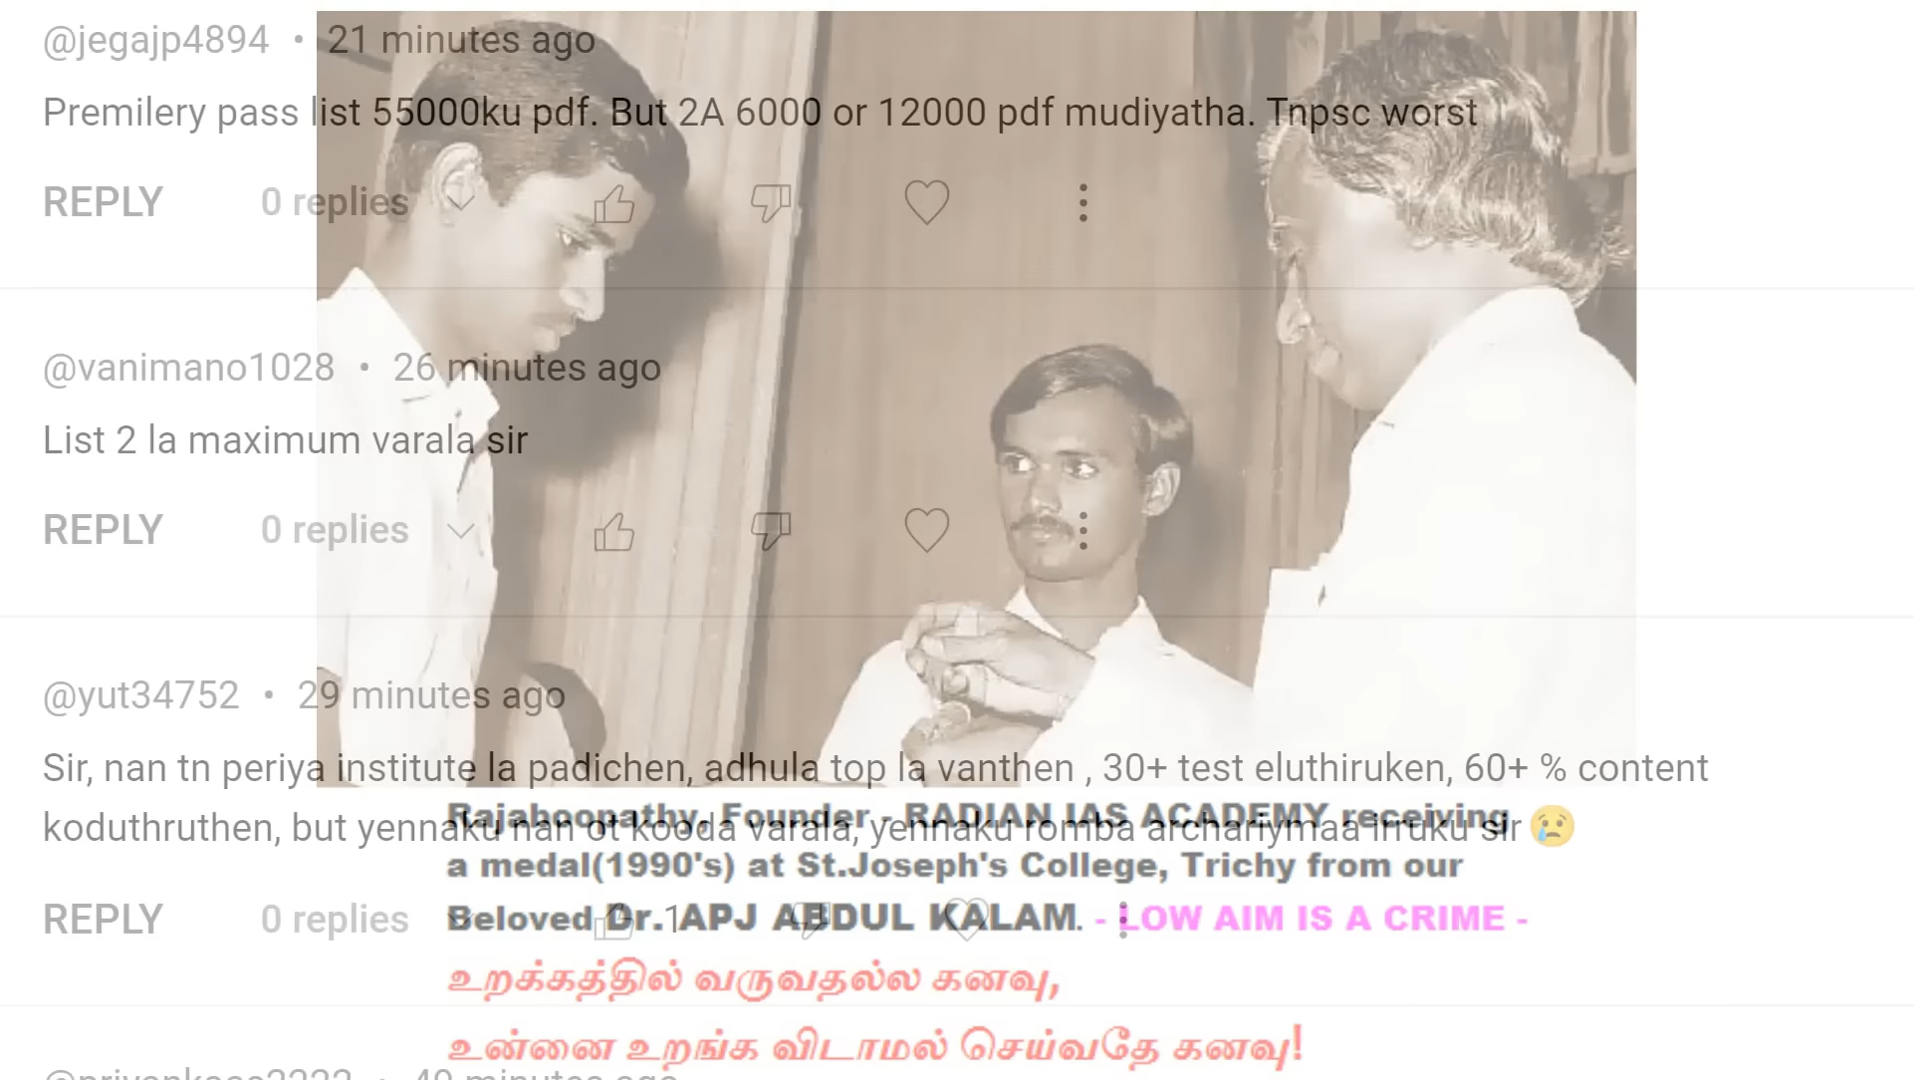 @jegajp4894 • 21 minutes ago
Premilery pass list 55000ku pdf. But 2A 6000 or 12000 pdf mudiyatha. Tnpsc worst
REPLY 0 replies
@vanimano1028 • 26 minutes ago
List 2 la maximum varala sir
REPLY 0 replies
@yut34752 • 29 minutes ago
Sir, nan tn periya institute la padichen, adhula top la vanthen , 30+ test eluthiruken, 60+ % content
koduthruthen, but yennaku nan ot kooda varala, yennaku romba archariymaa irruku sir 😢
Rajaboopathy, Founder - RADIAN IAS ACADEMY receiving
a medal(1990's) at St.Joseph's College, Trichy from our
REPLY 0 replies 1
Beloved Dr. APJ ABDUL KALAM. - LOW AIM IS A CRIME -
உறக்கத்தில் வருவதல்ல கனவு,
உன்னை உறங்க விடாமல் செய்வதே கனவு!